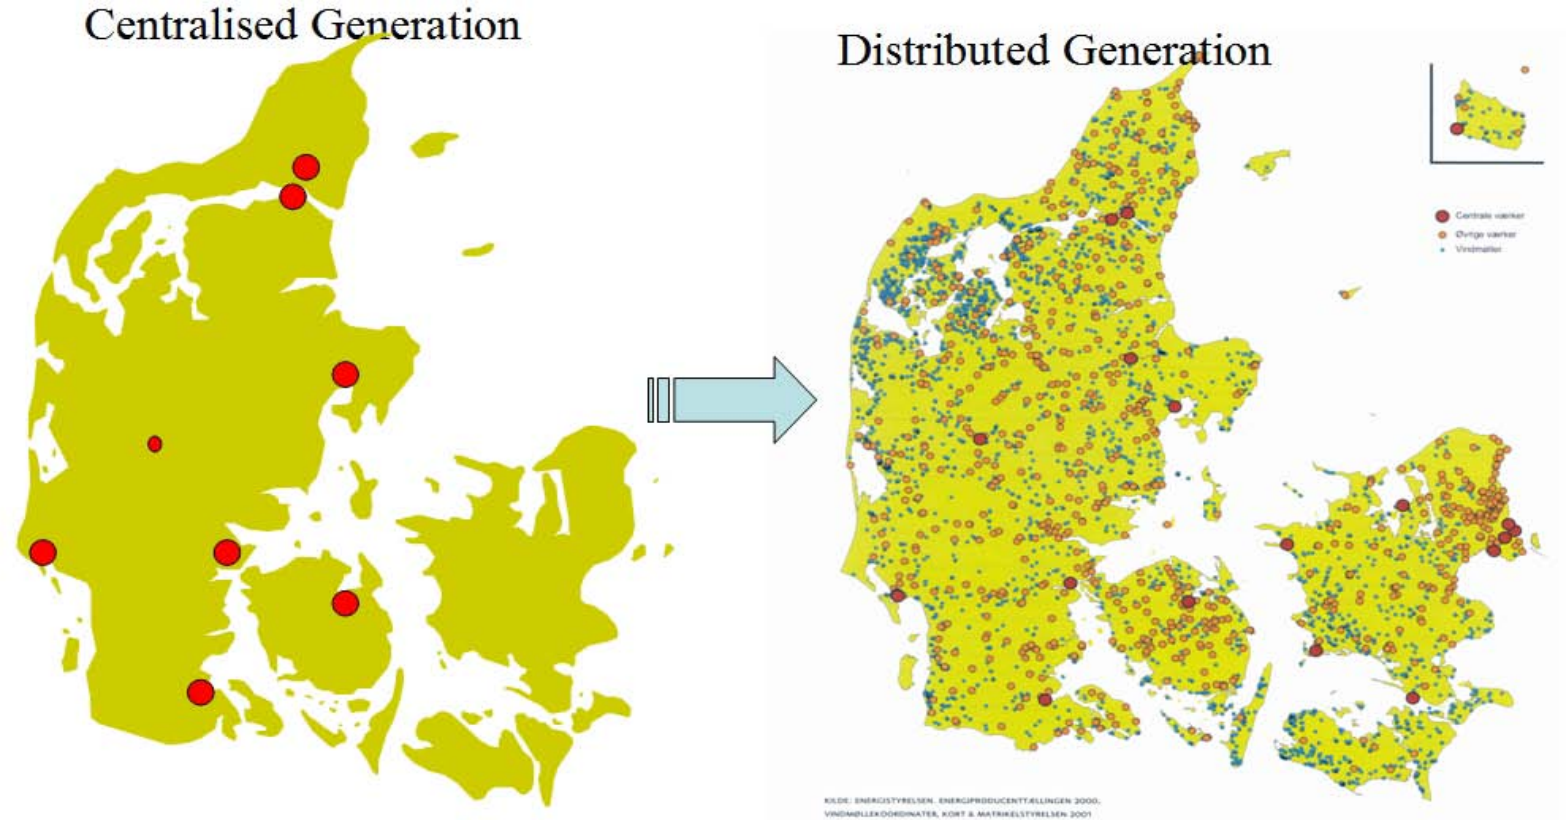 Centralised Generation
Distributed Generation
Centrale værker
Øvrige værker
Vindmøller
KILDE: ENERGISTYRELSEN. ENERGIPRODUCENTTÆLLINGEN 2000.
VINDMØLLEKOORDINATER, KORT & MATRIKELSTYRELSEN 2001